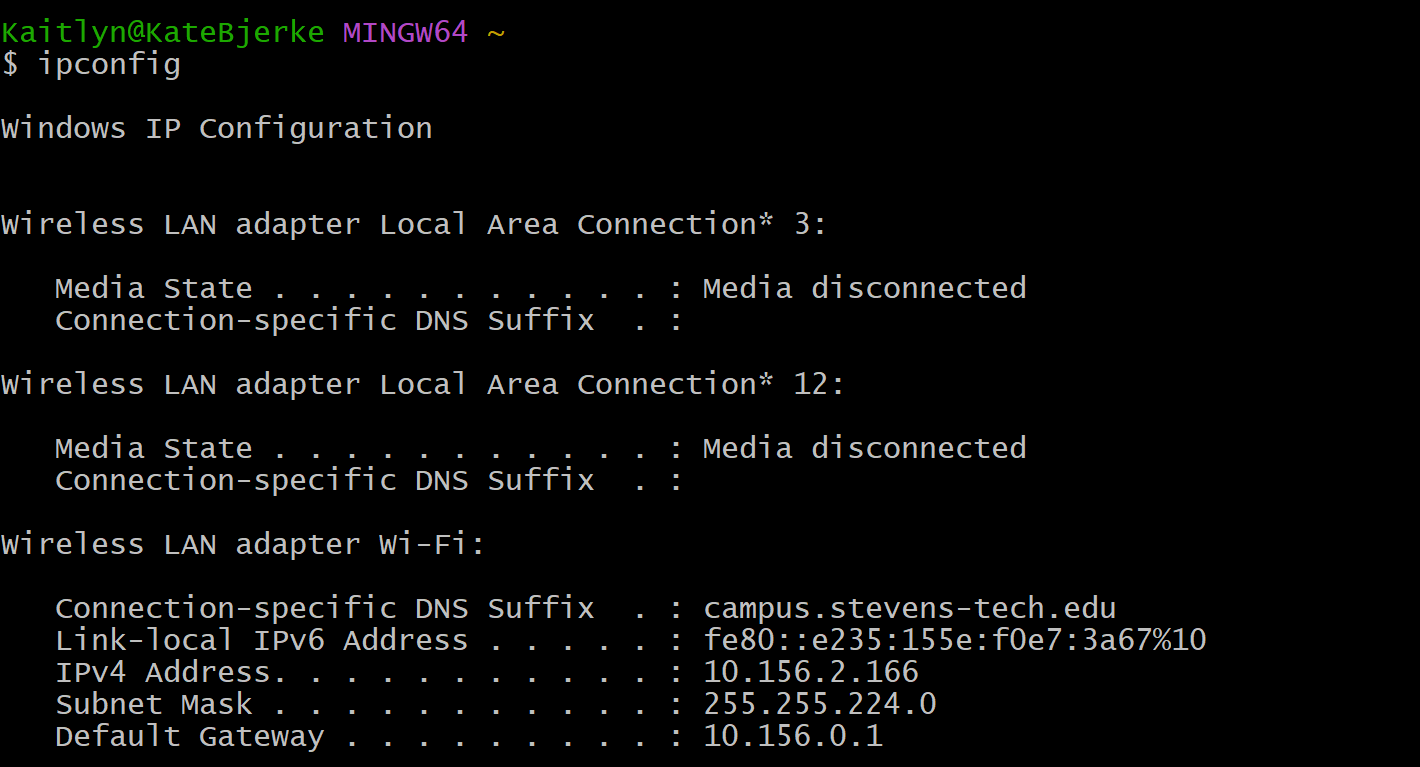 Kaitlyn@KateBjerke MINGW64 ~
$ ipconfig
Windows IP Configuration
Wireless LAN adapter Local Area Connection* 3:
Media State . . . . . . . . . . . : Media disconnected
Connection-specific DNS Suffix  . :
Wireless LAN adapter Local Area Connection* 12:
Media State . . . . . . . . . . . : Media disconnected
Connection-specific DNS Suffix  . :
Wireless LAN adapter Wi-Fi:
Connection-specific DNS Suffix  . : campus.stevens-tech.edu
Link-local IPv6 Address . . . . . : fe80::e235:155e:f0e7:3a67%10
IPv4 Address. . . . . . . . . . . : 10.156.2.166
Subnet Mask . . . . . . . . . . . : 255.255.224.0
Default Gateway . . . . . . . . . : 10.156.0.1